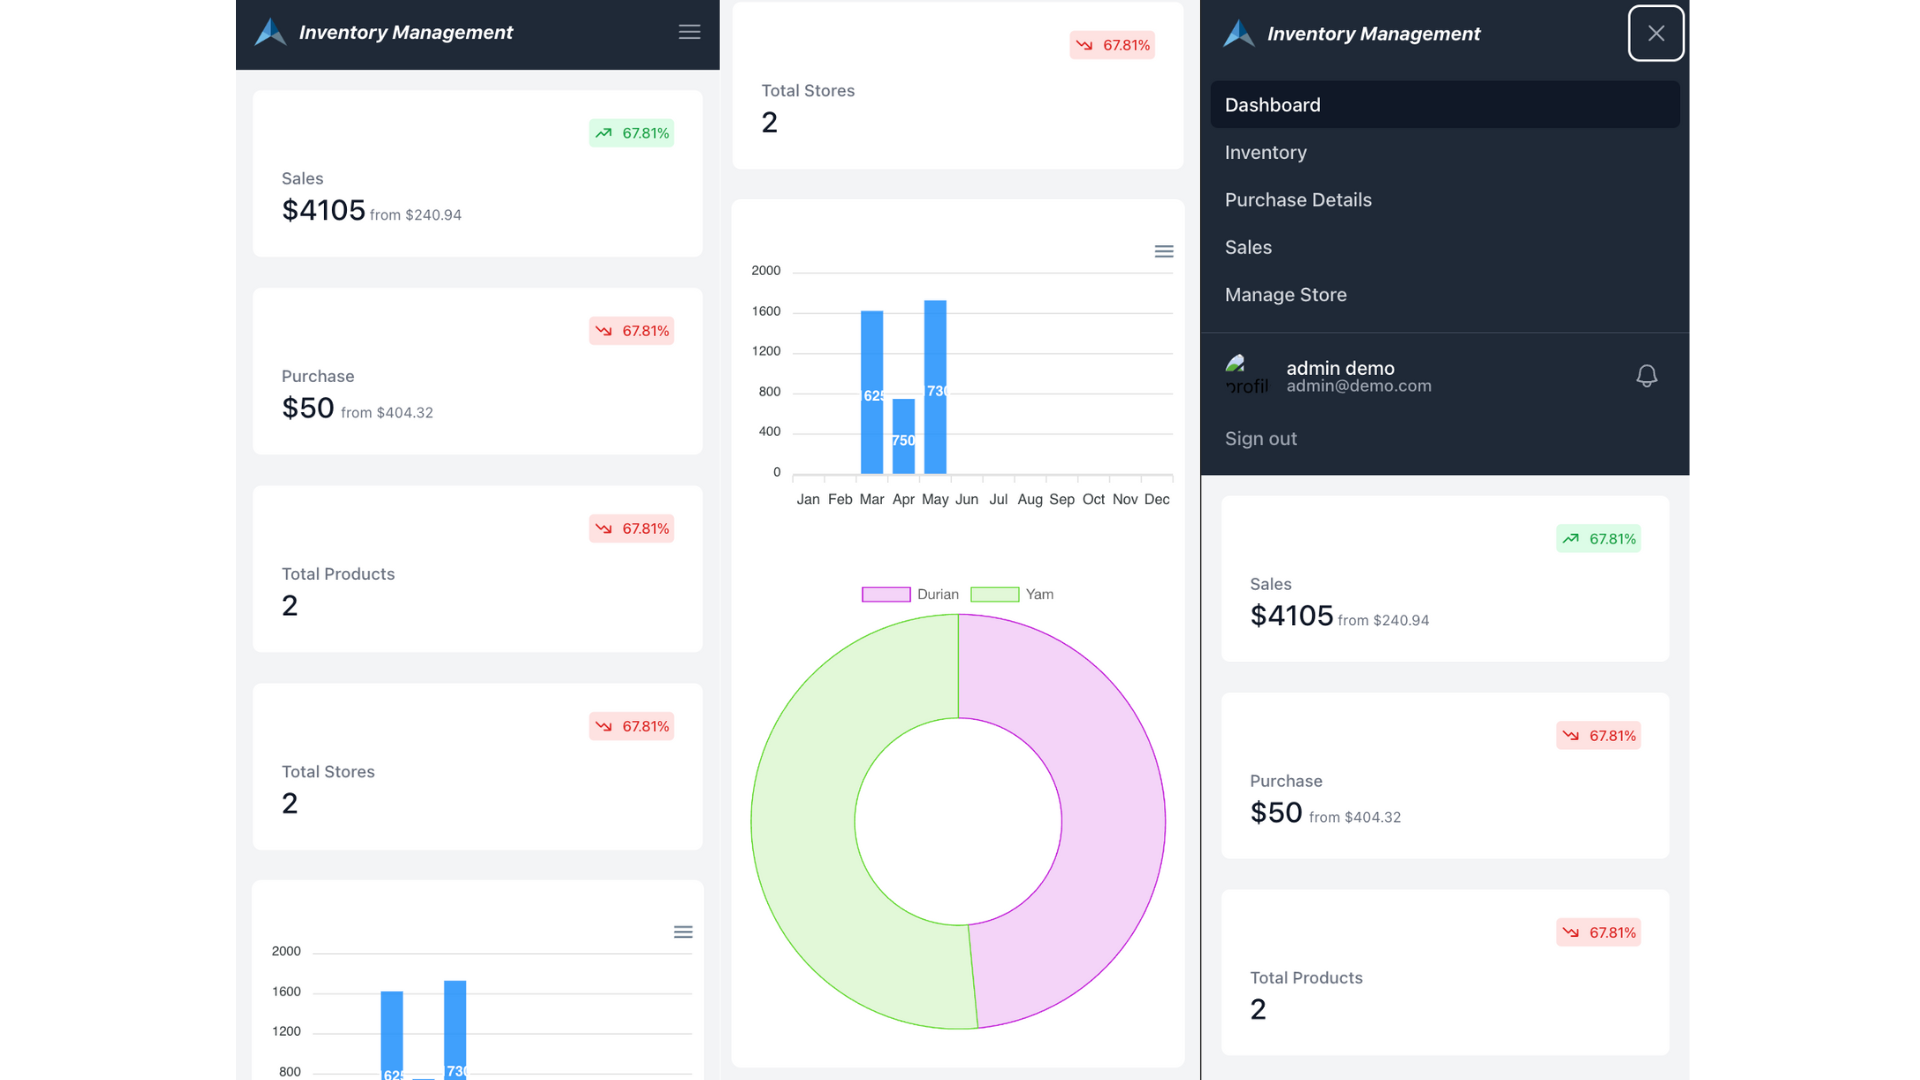 Inventory Management
67.81%
Sales
$4105 from $240.94
67.81%
Purchase
$50 from $404.32
67.81%
Total Products
2
67.81%
Total Stores
2
2000
1600
1200
800
625
730
67.81%
Total Stores
2
2000
1600
1200
800
400
0
625
750
730
Jan Feb Mar Apr May Jun Jul Aug Sep Oct Nov Dec
Durian Yam
Inventory Management
Dashboard
Inventory
Purchase Details
Sales
Manage Store
profil
admin demo
admin@demo.com
Sign out
67.81%
Sales
$4105 from $240.94
67.81%
Purchase
$50 from $404.32
67.81%
Total Products
2